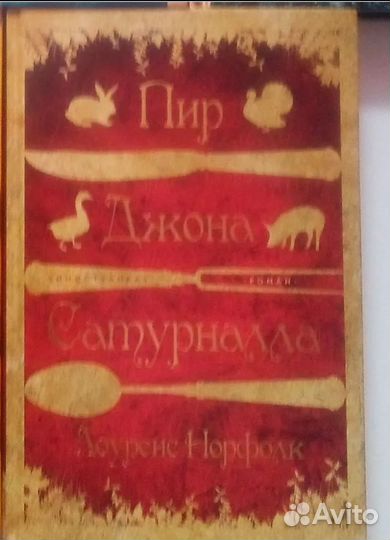 Пир
Джона
роман
Сатурналла
Лоуренс Норфолк
Avito